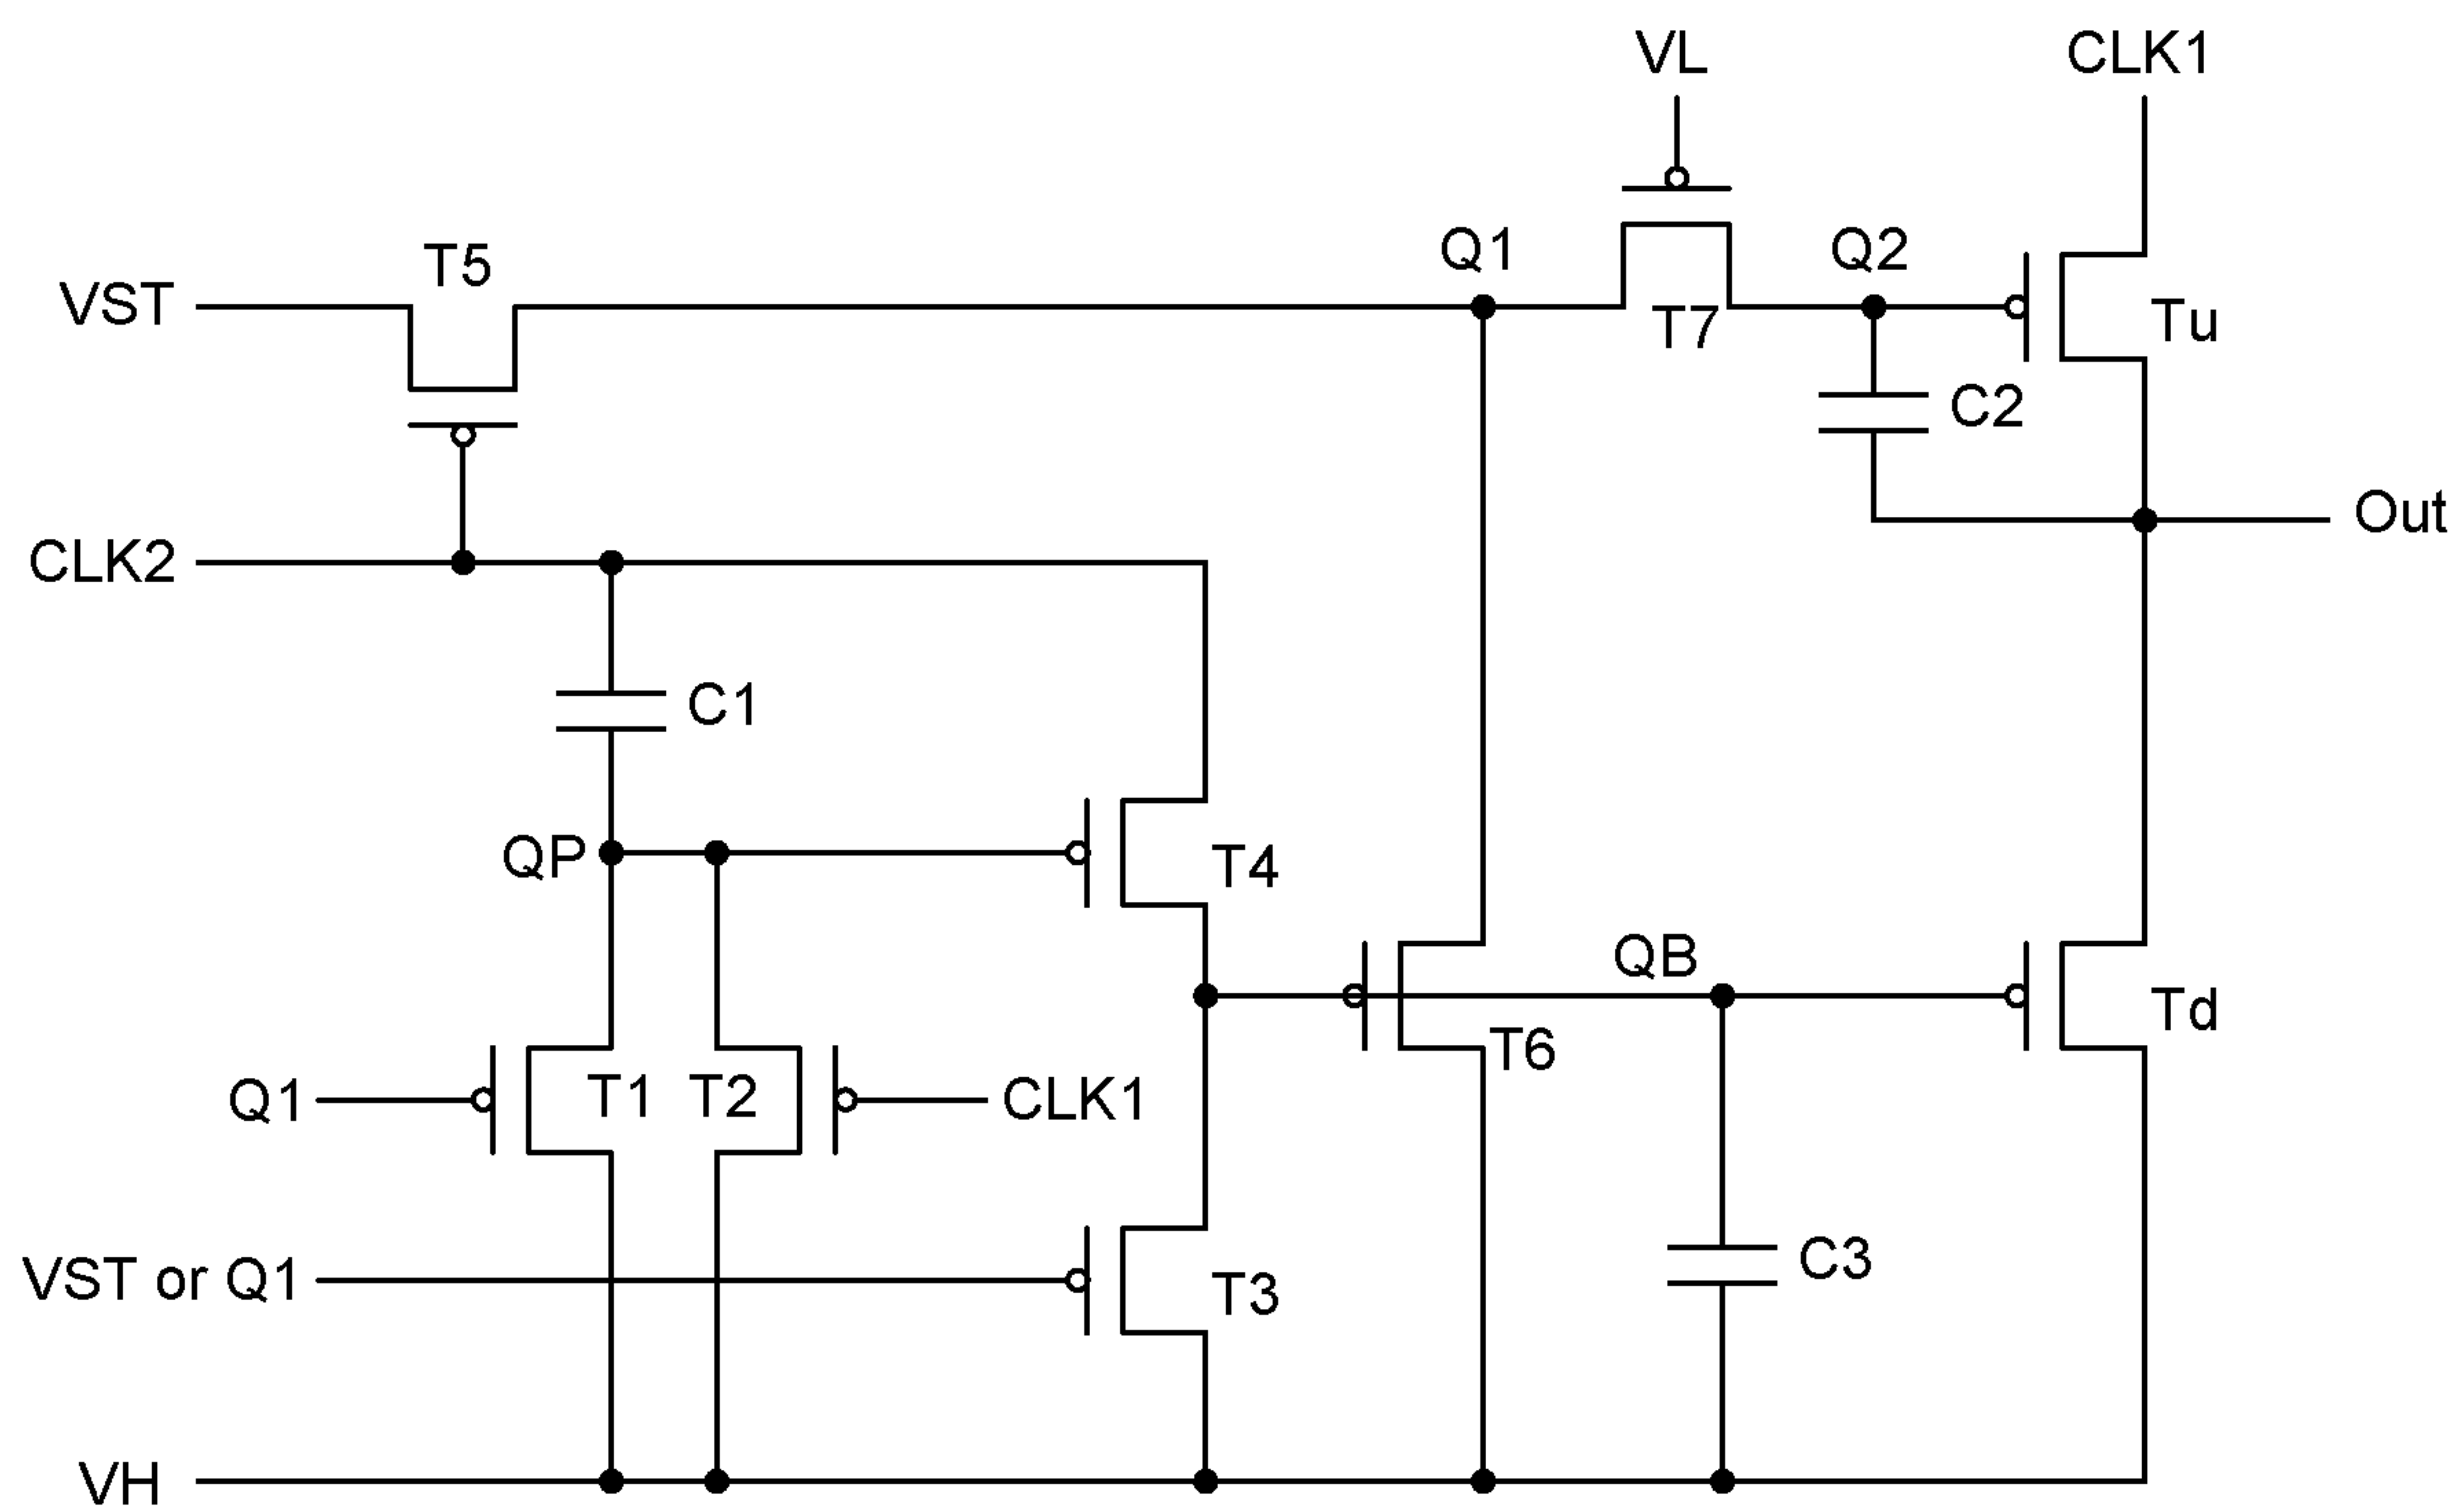 VL
CLK1
T5
Q1
Q2
VST
T7
Tu
C2
Out
CLK2
C1
QP
T4
QB
Td
T6
Q1
T1
T2
CLK1
VST or Q1
T3
C3
VH